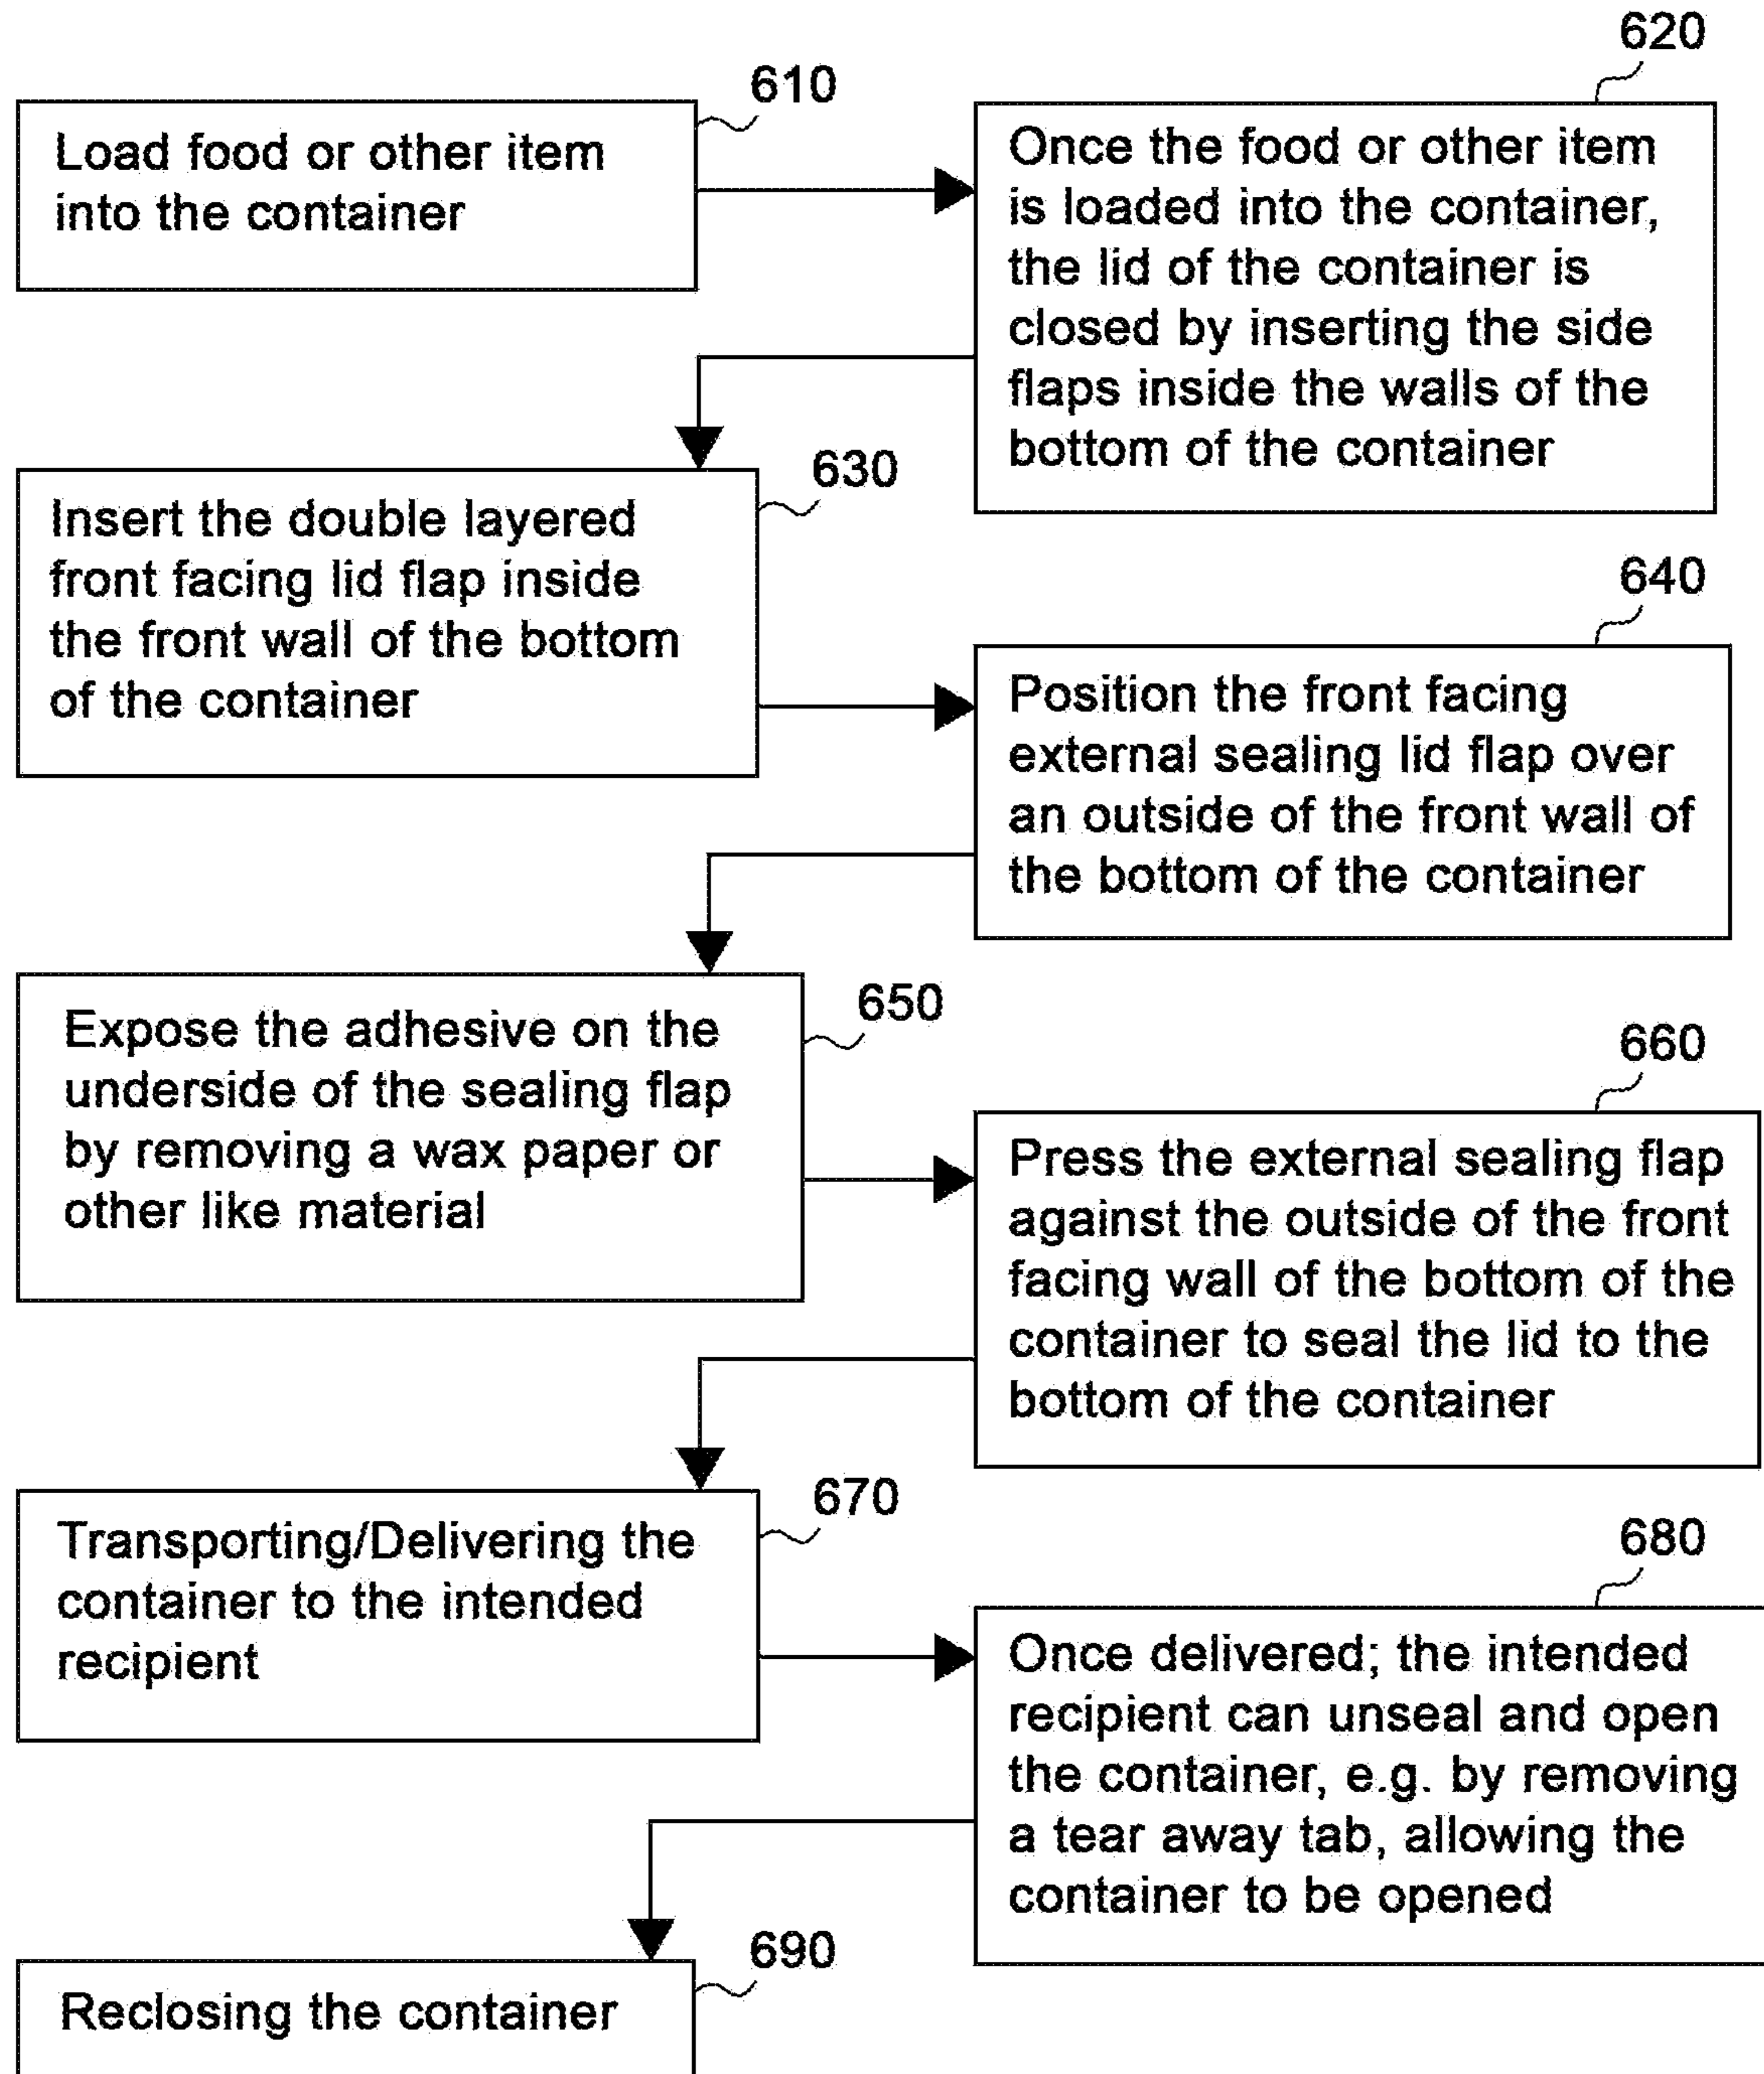 610
Load food or other item
into the container
620
Once the food or other item
is loaded into the container,
the lid of the container is
closed by inserting the side
flaps inside the walls of the
bottom of the container
630
Insert the double layered
front facing lid flap inside
the front wall of the bottom
of the container
640
Position the front facing
external sealing lid flap over
an outside of the front wall of
the bottom of the container
650
Expose the adhesive on the
underside of the sealing flap
by removing a wax paper or
other like material
660
Press the external sealing flap
against the outside of the front
facing wall of the bottom of the
container to seal the lid to the
bottom of the container
670
Transporting/Delivering the
container to the intended
recipient
680
Once delivered; the intended
recipient can unseal and open
the container, e.g. by removing
a tear away tab, allowing the
container to be opened
690
Reclosing the container